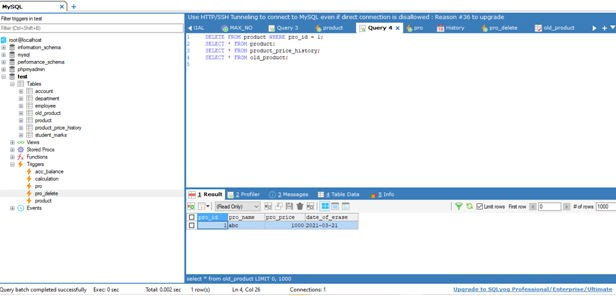 MySQL
Filter tables in test
Filter (Ctrl+Shift+B)
root@localhost
information_schema
mysql
performance_schema
phpmyadmin
test
Tables
account
department
employee
old_product
product
product_price_history
student_marks
Views
Stored Procs
Functions
Triggers
acc_balance
calculation
pro
pro_delete
product
Events
Use HTTP/SSH Tunneling to connect to MySQL even if direct connection is disallowed : Reason #36 to upgrade
MAX_NO
Query 3
product
Query 4
pro
History
pro_delete
old_product
1 DELETE FROM product WHERE pro_id = 1;
2 SELECT * FROM product;
3 SELECT * FROM product_price_history;
4 SELECT * FROM old_product;
1 Result
2 Profiler
3 Messages
4 Table Data
5 Info
(Read Only)
Limit rows First row 0 # of rows 1000
pro_id pro_name pro_price date_of_erase
1 abc 1000 2021-03-21
select * from old_product LIMIT 0, 1000
Query batch completed successfully Exec: 0 sec Total: 0.002 sec 1 row(s) Ln 4, Col 26 Connections: 1 Upgrade to SQLyog Professional/Enterprise/Ultimate